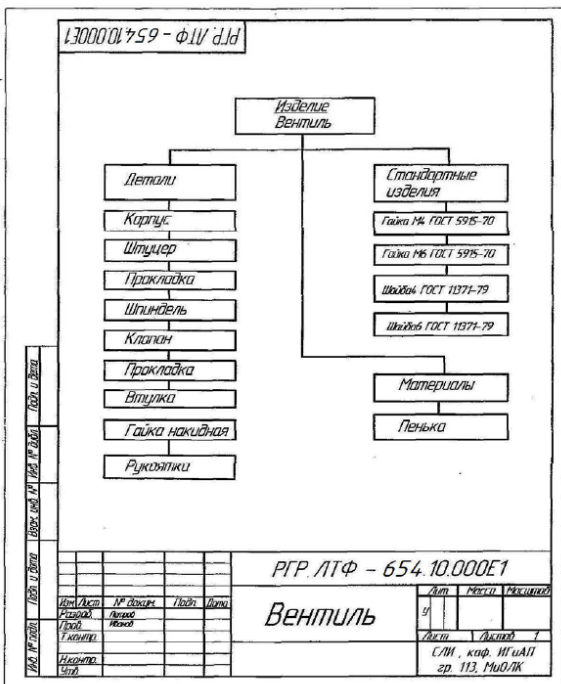 РГР. ЛТФ - 654.10.000Е1
Изделие
Вентиль
Детали
Корпус
Штуцер
Прокладка
Шпиндель
Клапан
Прокладка
Втулка
Гайка накидная
Рукоятки
Стандартные
изделия
Гайка М4 ГОСТ 5915-70
Гайка М6 ГОСТ 5915-70
Шайба4 ГОСТ 11371-79
Шайба6 ГОСТ 11371-79
Материалы
Пенька
Подп. и дата
Инв. № дубл.
Взам. инв. №
Подп. и дата
Инв. № подл.
РГР. ЛТФ - 654.10.000Е1
Изм. Лист № докум. Подп. Дата
Разраб. Петров
Пров. Иванов
Т.контр.
Н.контр.
Утв.
Вентиль
Лит Масса Масштаб
у
Лист Листов 1
СЛИ, каф. ИГиАП
гр. 113, МиОЛК